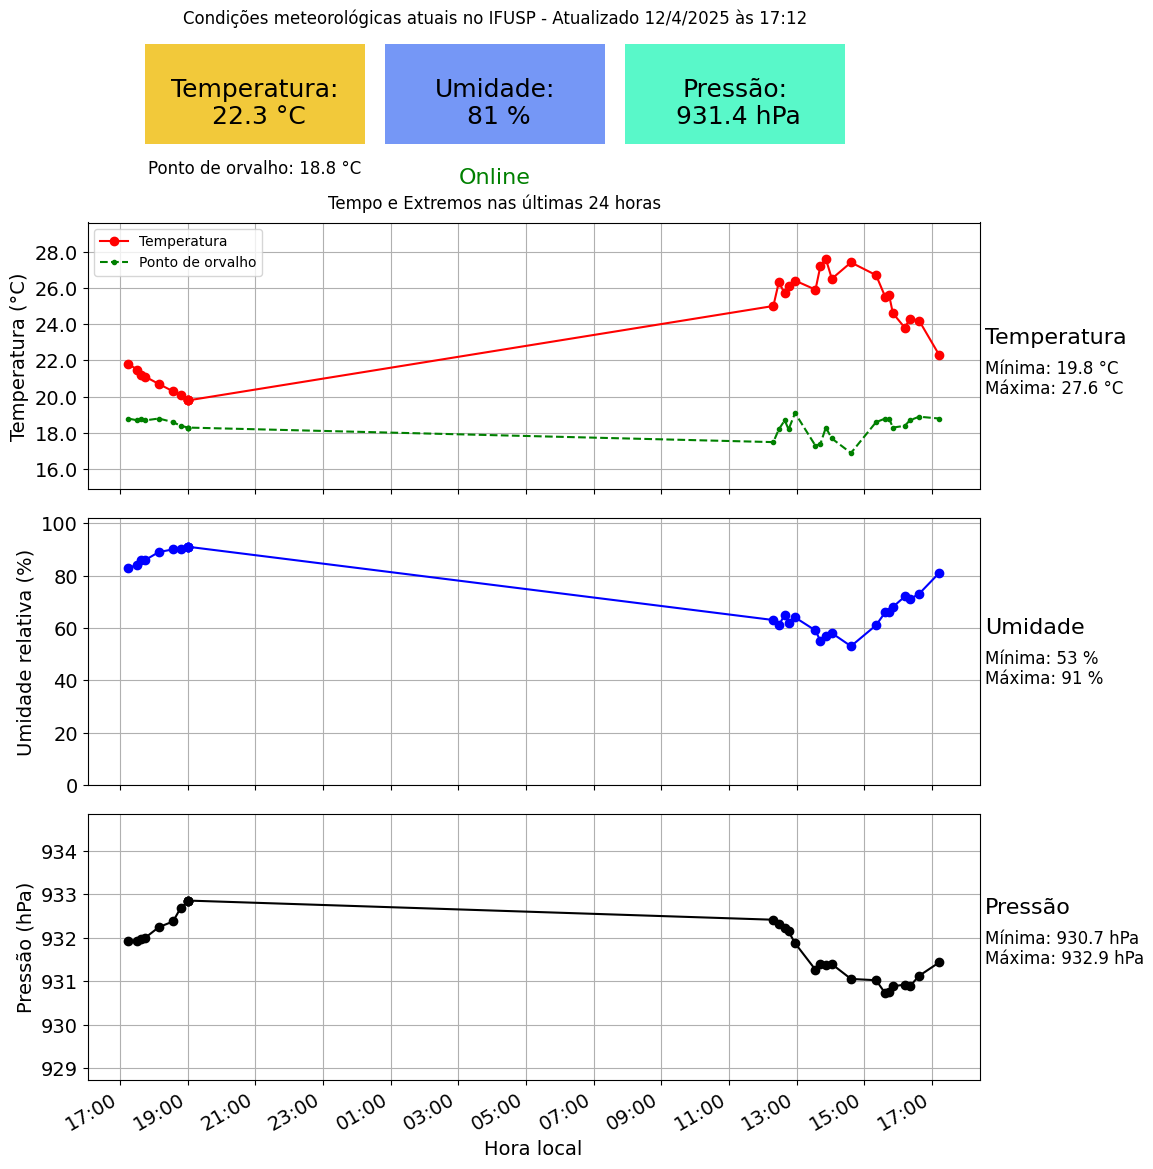 Condições meteorológicas atuais no IFUSP - Atualizado 12/4/2025 às 17:12
Temperatura:
22.3 °C
Umidade:
81 %
Pressão:
931.4 hPa
Ponto de orvalho: 18.8 °C
Online
Tempo e Extremos nas últimas 24 horas
Temperatura
Ponto de orvalho
Temperatura (°C)
28.0
26.0
24.0
22.0
20.0
18.0
16.0
Temperatura
Mínima: 19.8 °C
Máxima: 27.6 °C
Umidade relativa (%)
100
80
60
40
20
0
Umidade
Mínima: 53 %
Máxima: 91 %
Pressão (hPa)
934
933
932
931
930
929
Pressão
Mínima: 930.7 hPa
Máxima: 932.9 hPa
17:00 19:00 21:00 23:00 01:00 03:00 05:00 07:00 09:00 11:00 13:00 15:00 17:00
Hora local